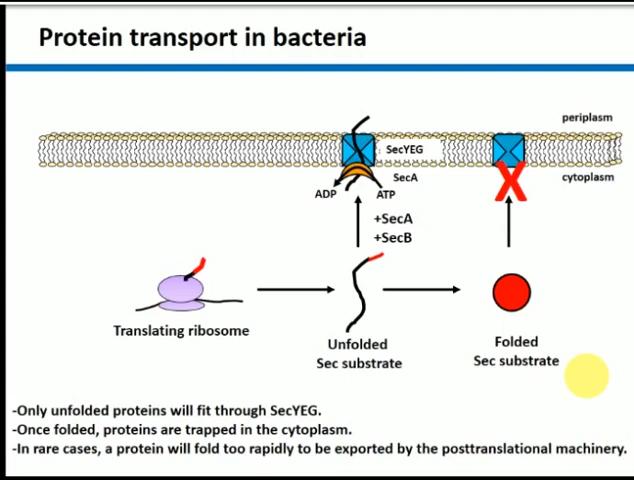 Protein transport in bacteria
periplasm
SecYEG
SecA
cytoplasm
ADP
ATP
+SecA
+SecB
Translating ribosome
Unfolded
Sec substrate
Folded
Sec substrate
-Only unfolded proteins will fit through SecYEG.
-Once folded, proteins are trapped in the cytoplasm.
-In rare cases, a protein will fold too rapidly to be exported by the posttranslational machinery.